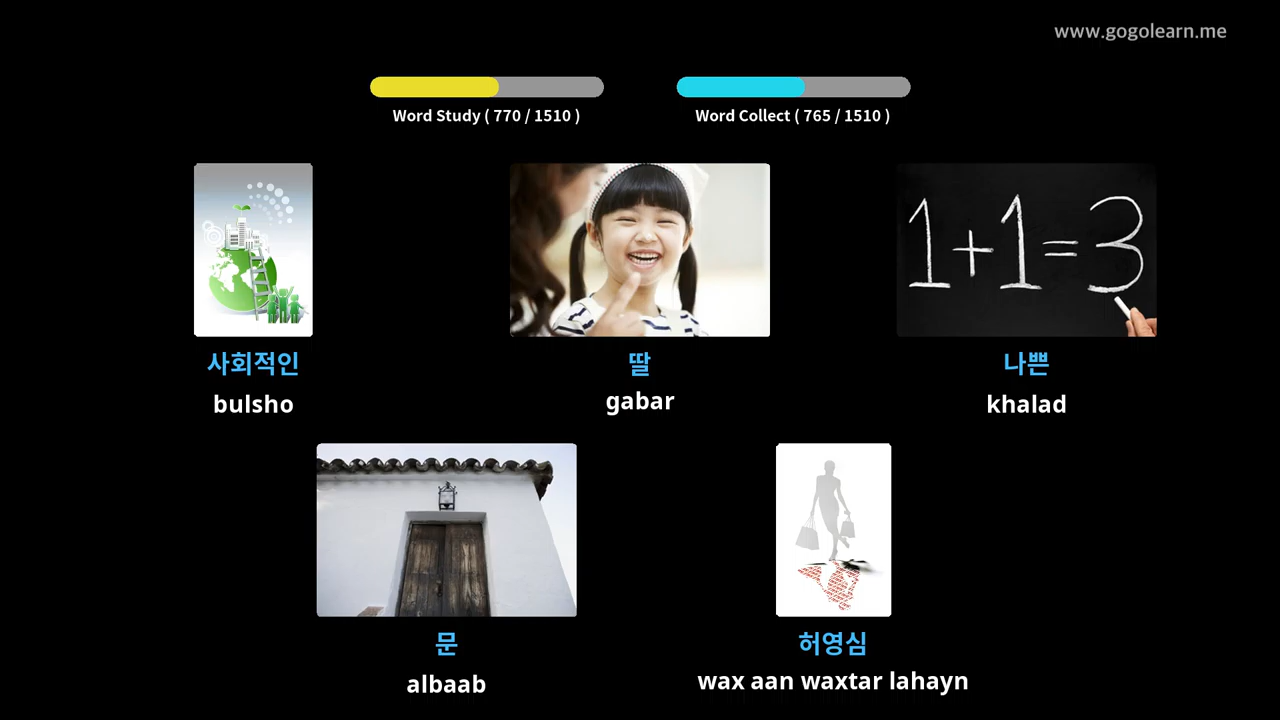 www.gogolearn.me
Word Study ( 770 / 1510 )
Word Collect ( 765 / 1510 )
1+1=3
사회적인
bulsho
딸
gabar
나쁜
khalad
문
albaab
허영심
wax aan waxtar lahayn